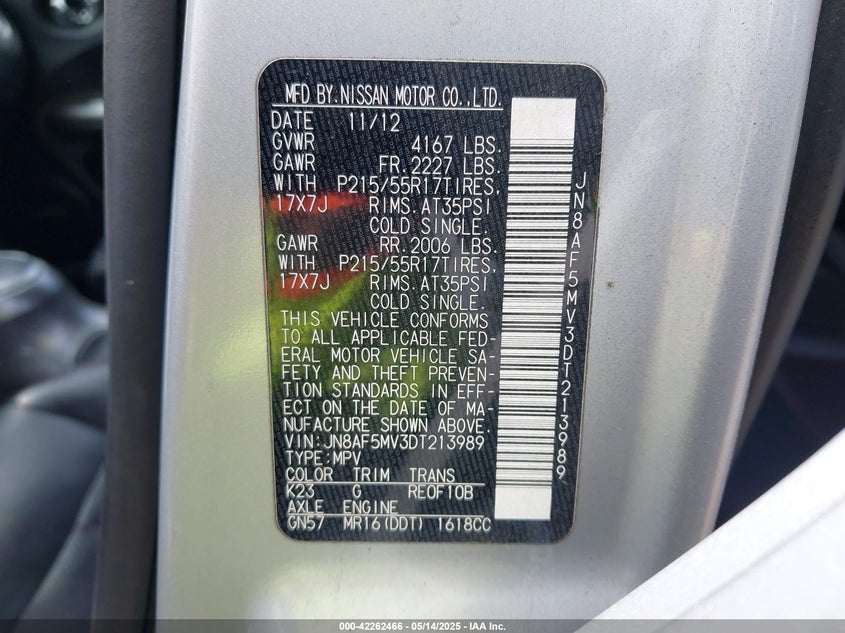 MFD BY.NISSAN MOTOR CO.,LTD.
DATE 11/12
GVWR 4167 LBS.
GAWR FR.2227 LBS.
WITH P215/55R17TIRES.
17X7J RIMS.AT35PSI
COLD SINGLE.
GAWR RR.2006 LBS.
WITH P215/55R17TIRES.
17X7J RIMS.AT35PSI
COLD SINGLE.
THIS VEHICLE CONFORMS
TO ALL APPLICABLE FED-
ERAL MOTOR VEHICLE SA-
FETY AND THEFT PREVEN-
TION STANDARDS IN EFF-
ECT ON THE DATE OF MA-
NUFACTURE SHOWN ABOVE.
VIN:JN8AF5MV3DT213989
TYPE:MPV
COLOR TRIM TRANS
K23 G RE0F10B
AXLE ENGINE
GN57 MR16(DDT) 1618CC
JN8AF5MV3DT213989
000-42262466 - 05/14/2025 - IAA Inc.